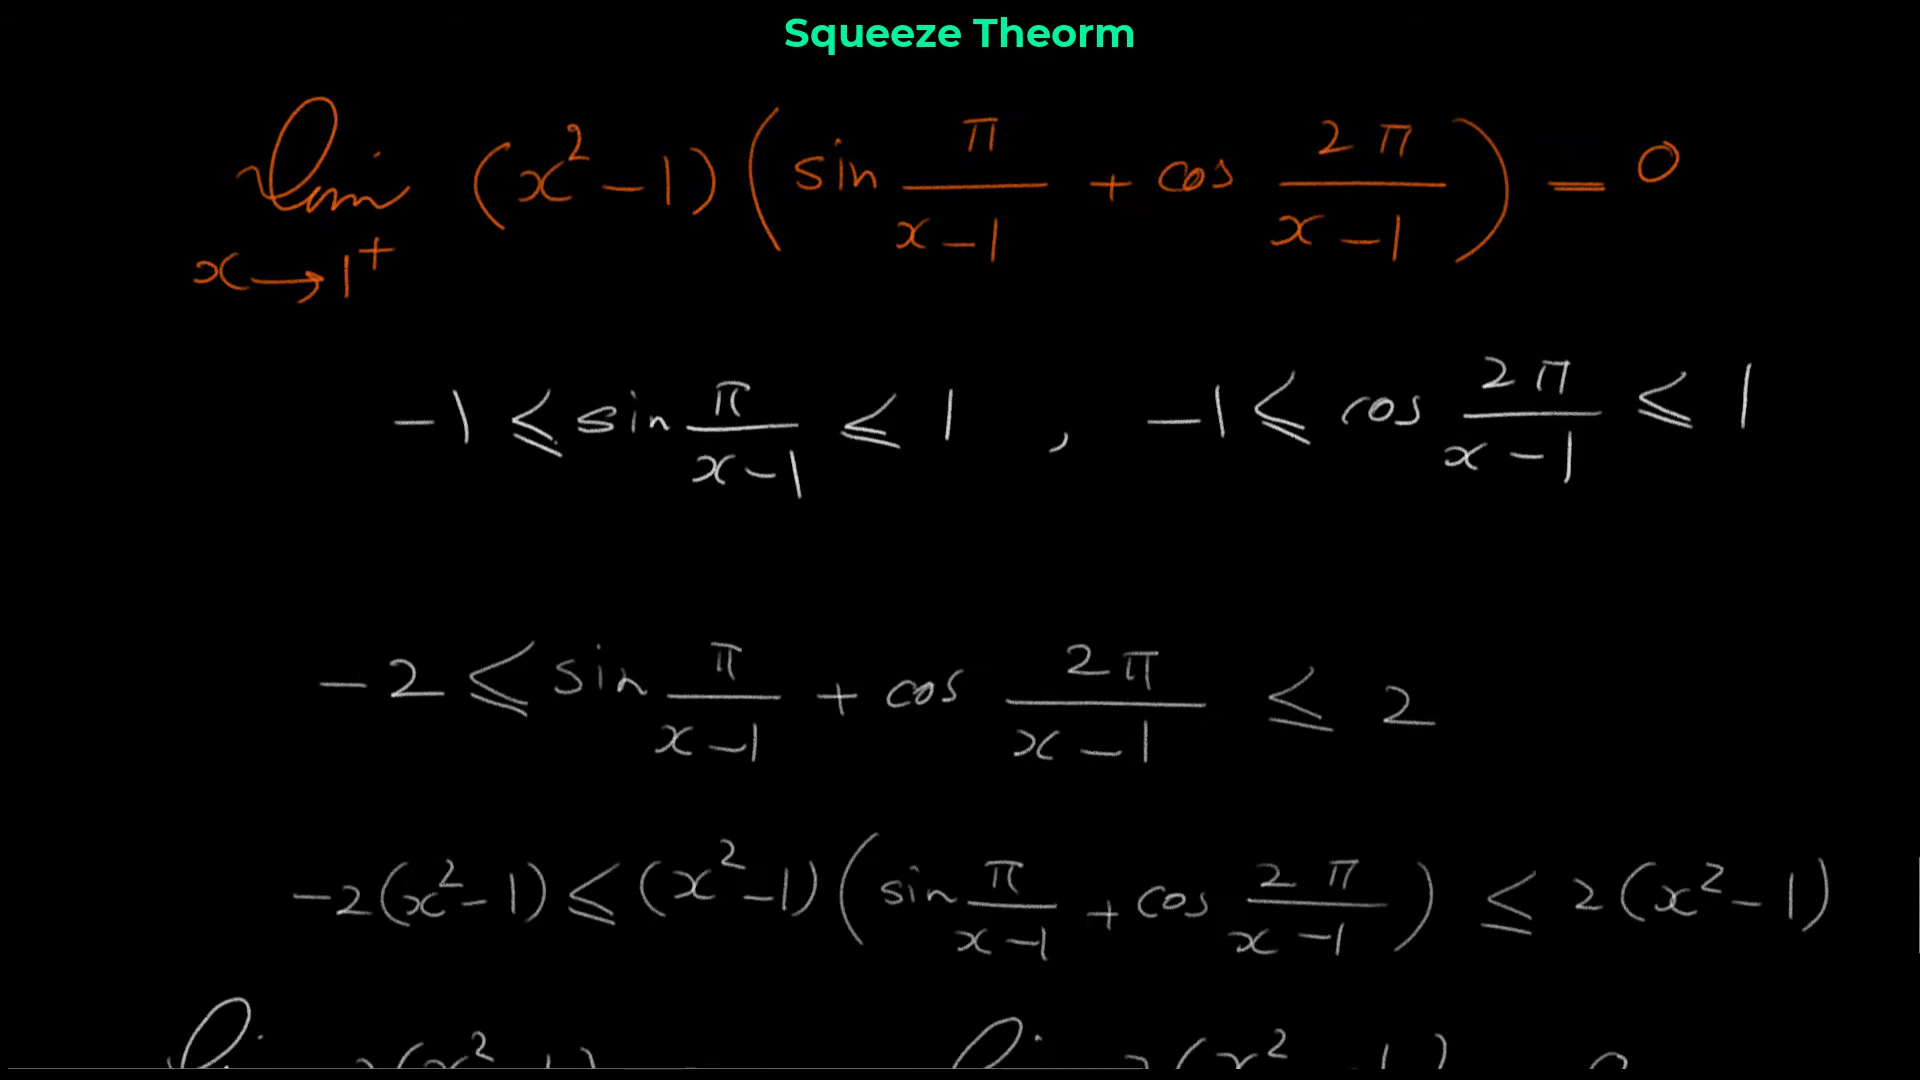 Squeeze Theorm
lim x→1⁺ (x²−1)(sin π/(x−1) + cos 2π/(x−1)) = 0
−1 ≤ sin π/(x−1) ≤ 1 , −1 ≤ cos 2π/(x−1) ≤ 1
−2 ≤ sin π/(x−1) + cos 2π/(x−1) ≤ 2
−2(x²−1) ≤ (x²−1)(sin π/(x−1) + cos 2π/(x−1)) ≤ 2(x²−1)